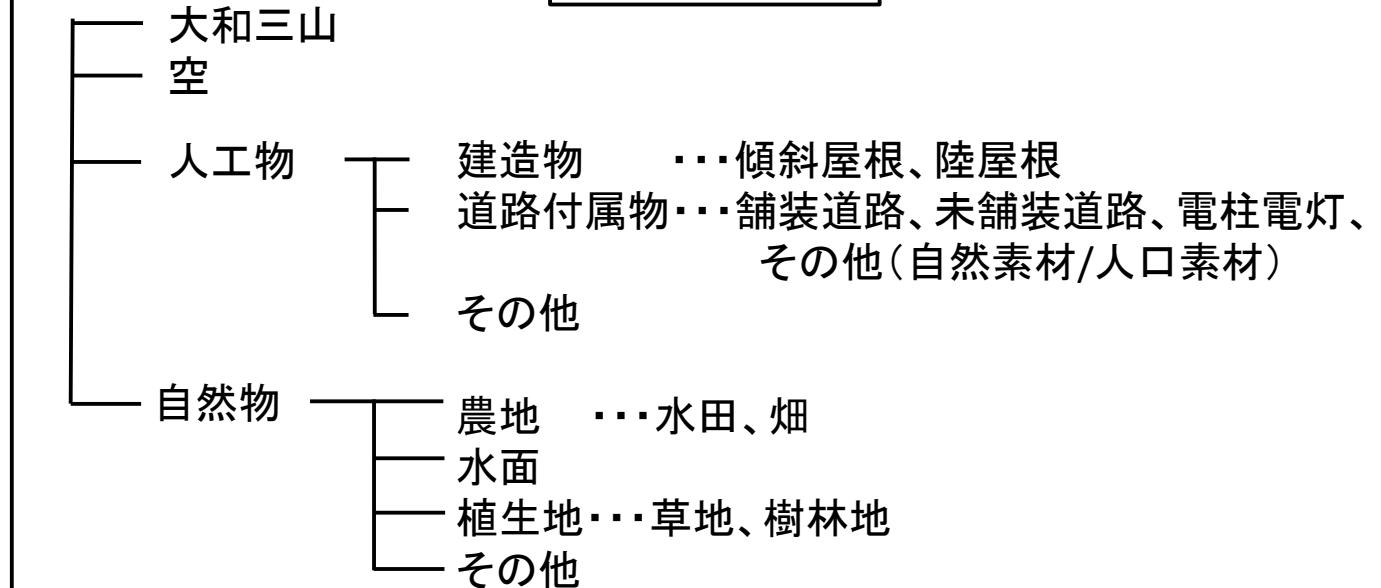 大和三山
空
人工物 建造物 ・・・傾斜屋根、陸屋根
道路付属物・・・舗装道路、未舗装道路、電柱電灯、
その他(自然素材/人口素材)
その他
自然物 農地 ・・・水田、畑
水面
植生地・・・草地、樹林地
その他